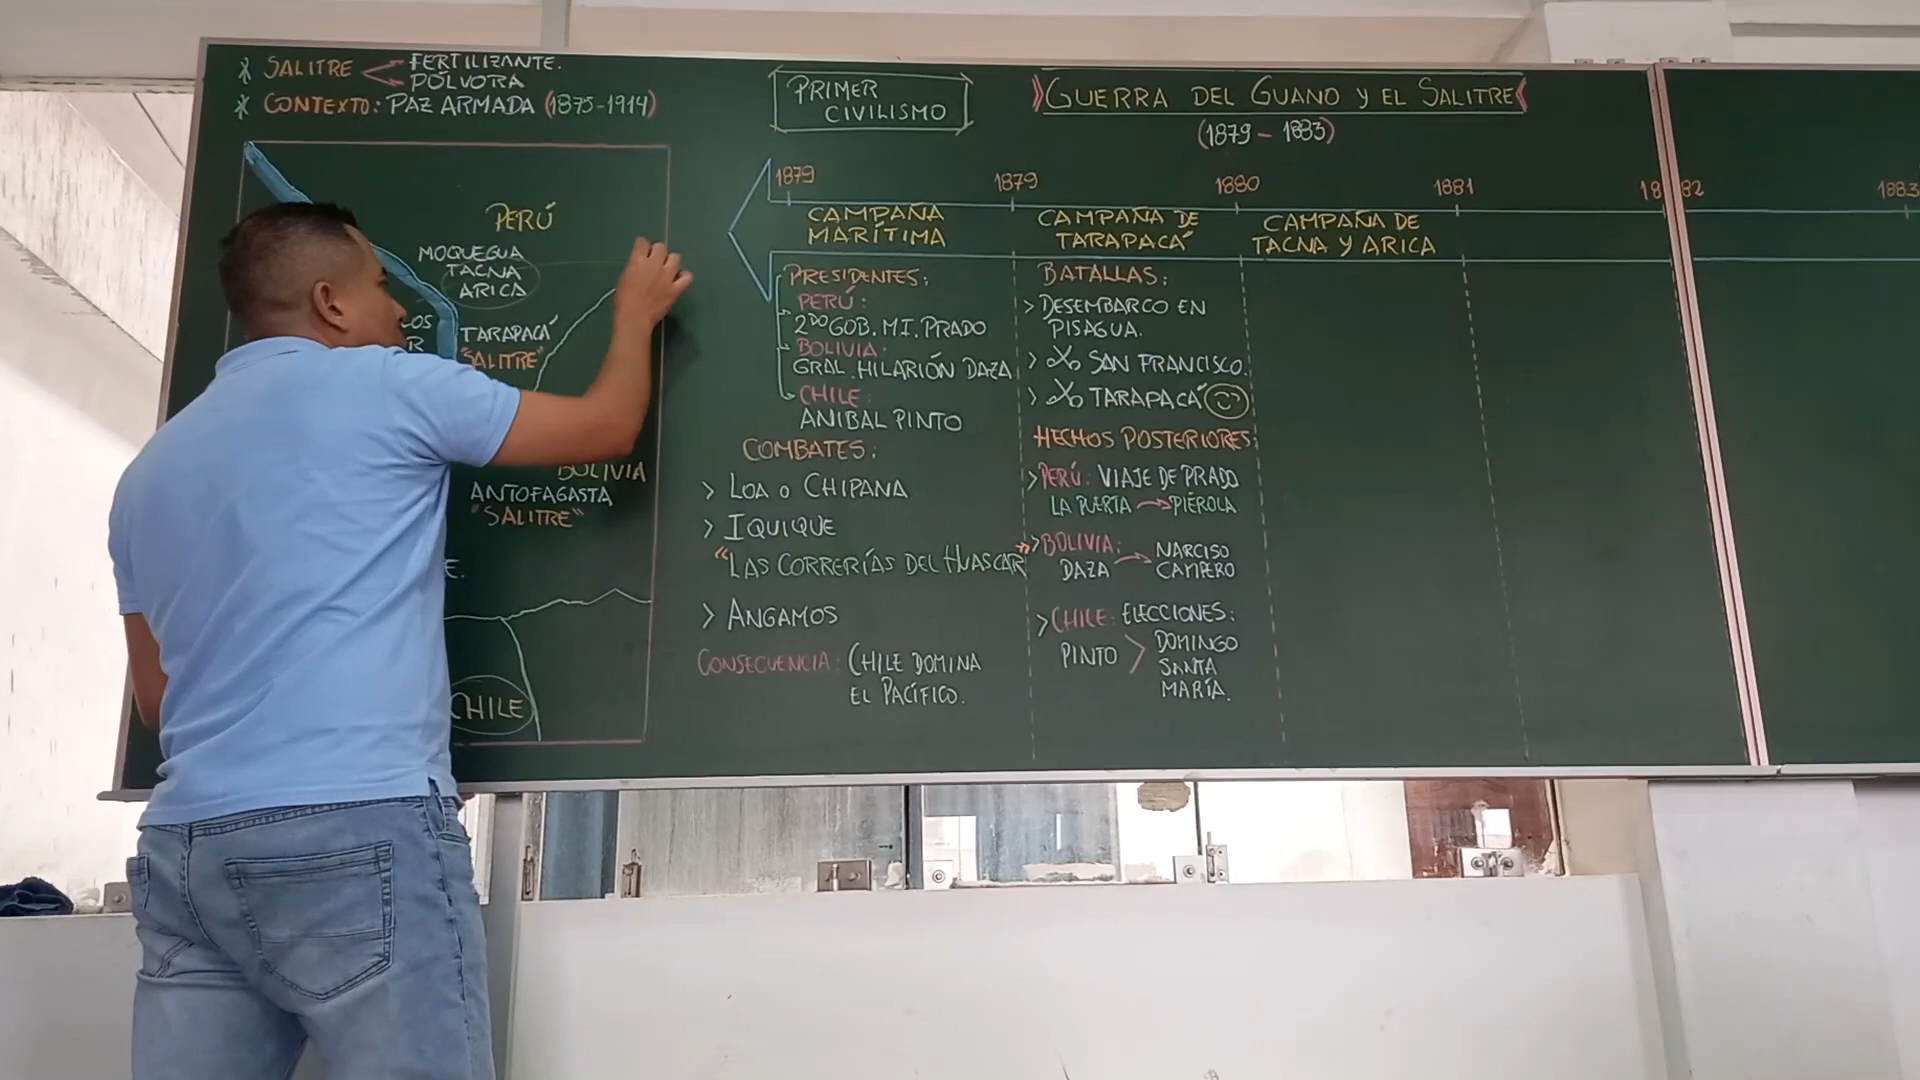 * SALITRE
FERTILIZANTE.
PÓLVORA
* CONTEXTO: PAZ ARMADA (1875-1914)
PERÚ
MOQUEGUA
TACNA
ARICA
TARAPACÁ
"SALITRE"
BOLIVIA
ANTOFAGASTA
"SALITRE"
CHILE
PRIMER
CIVILISMO
GUERRA DEL GUANO Y EL SALITRE
(1879 - 1883)
1879 1879 1880 1881 1882 1883
CAMPAÑA
MARÍTIMA
PRESIDENTES:
PERÚ:
2DO GOB. M.I. PRADO
BOLIVIA:
GRAL. HILARIÓN DAZA
CHILE:
ANIBAL PINTO
COMBATES:
> LOA o CHIPANA
> IQUIQUE
"LAS CORRERÍAS DEL HUASCAR"
> ANGAMOS
CONSECUENCIA: CHILE DOMINA
EL PACÍFICO.
CAMPAÑA DE
TARAPACÁ
BATALLAS:
> DESEMBARCO EN
PISAGUA.
> SAN FRANCISCO.
> TARAPACÁ
HECHOS POSTERIORES:
> PERÚ: VIAJE DE PRADO
LA PUERTA → PIÉROLA
> BOLIVIA:
DAZA → NARCISO
CAMPERO
> CHILE: ELECCIONES:
PINTO > DOMINGO
SANTA
MARÍA.
CAMPAÑA DE
TACNA Y ARICA